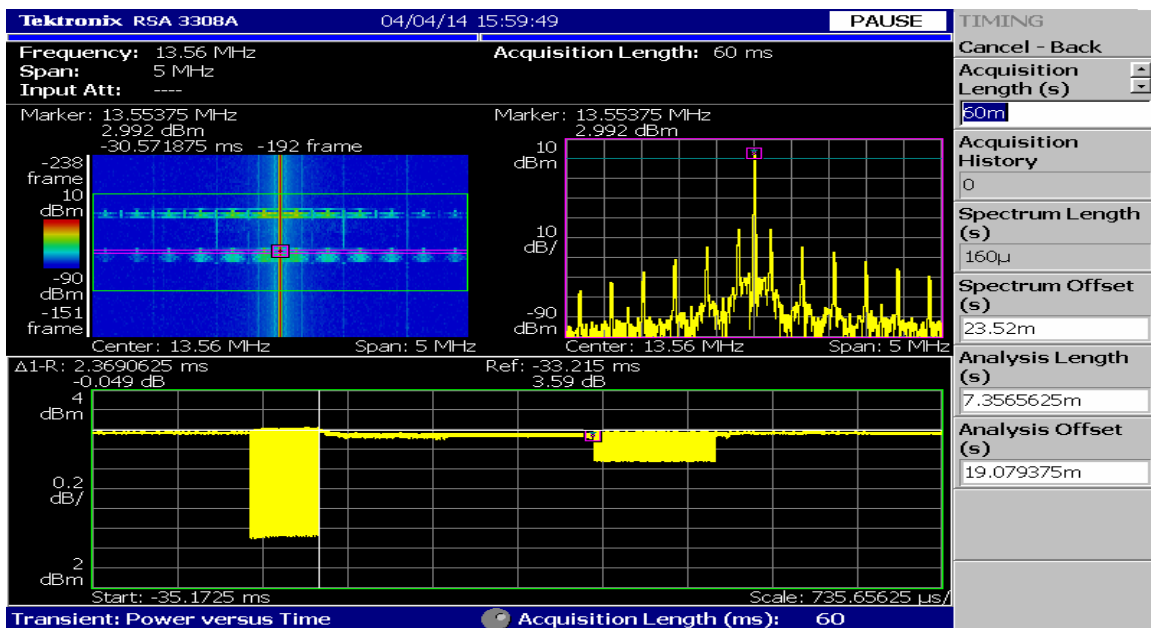 Tektronix RSA 3308A 04/04/14 15:59:49 PAUSE
TIMING
Cancel - Back
Frequency: 13.56 MHz
Span: 5 MHz
Input Att: ----
Acquisition Length: 60 ms
Marker: 13.55375 MHz
2.992 dBm
-30.571875 ms -192 frame
-238
frame
10
dBm
-90
dBm
-151
frame
Center: 13.56 MHz Span: 5 MHz
Marker: 13.55375 MHz
2.992 dBm
10
dBm
10
dB/
-90
dBm
Center: 13.56 MHz Span: 5 MHz
Δ1-R: 2.3690625 ms Ref: -33.215 ms
-0.049 dB 3.59 dB
4
dBm
0.2
dB/
2
dBm
Start: -35.1725 ms Scale: 735.65625 µs/
Transient: Power versus Time Acquisition Length (ms): 60
Acquisition
Length (s)
60m
Acquisition
History
0
Spectrum Length
(s)
160µ
Spectrum Offset
(s)
23.52m
Analysis Length
(s)
7.3565625m
Analysis Offset
(s)
19.079375m